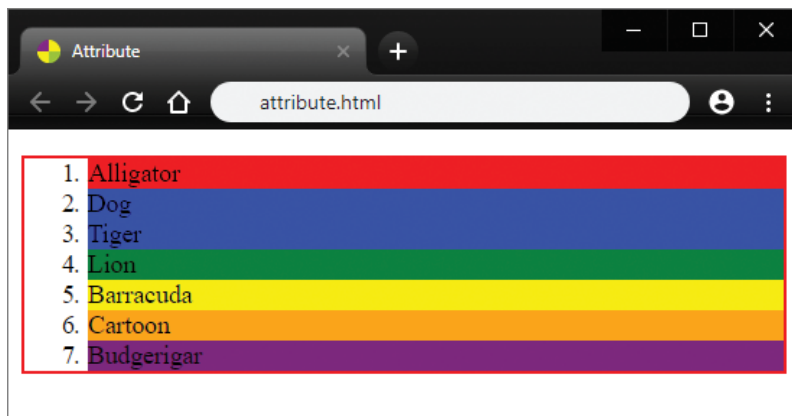 Attribute
attribute.html
1. Alligator
2. Dog
3. Tiger
4. Lion
5. Barracuda
6. Cartoon
7. Budgerigar